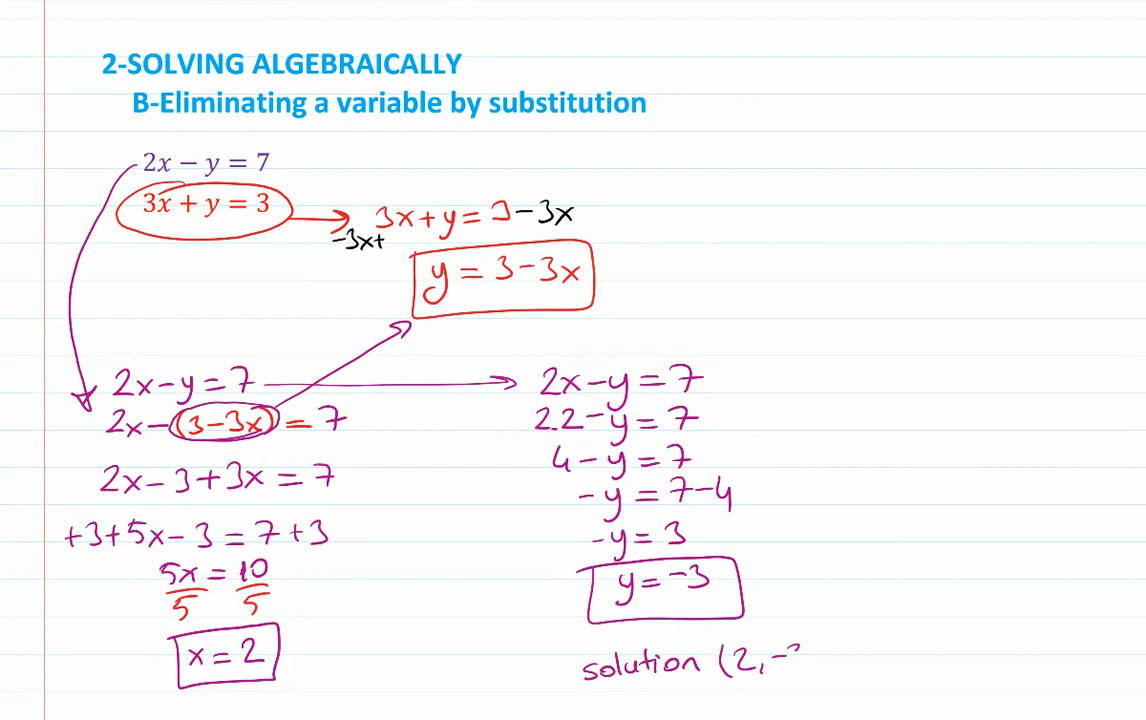 2-SOLVING ALGEBRAICALLY
B-Eliminating a variable by substitution
2x − y = 7
3x + y = 3
3x+y = 3-3x
-3x+
y = 3-3x
2x-y=7
2x-(3-3x) = 7
2x-3+3x = 7
+3+5x-3 = 7+3
5x = 10
5 5
x = 2
2x-y = 7
2.2-y = 7
4-y = 7
-y = 7-4
-y = 3
y = -3
solution (2, -